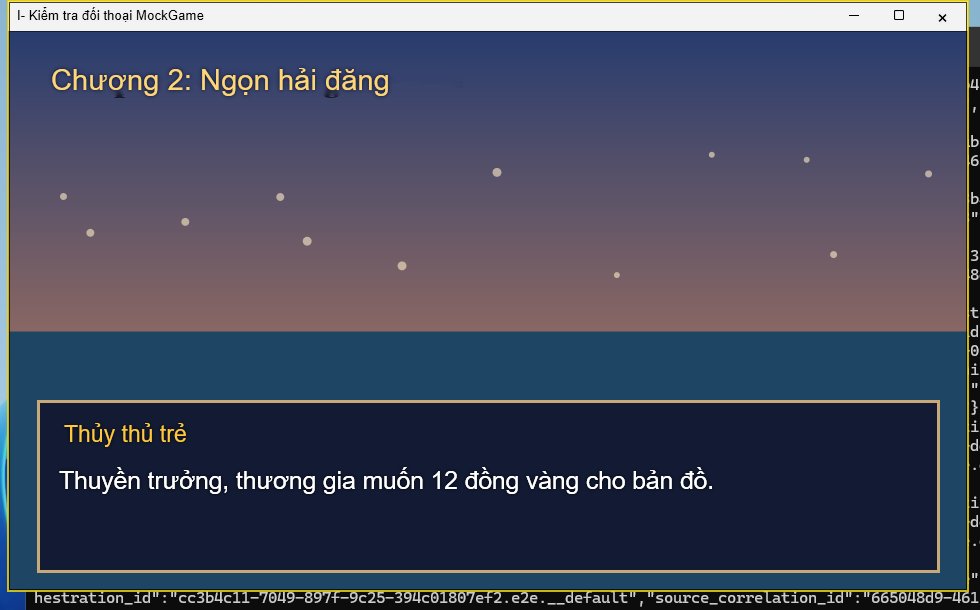 I- Kiểm tra đối thoại MockGame
Chương 2: Ngọn hải đăng
Thủy thủ trẻ
Thuyền trưởng, thương gia muốn 12 đồng vàng cho bản đồ.
hestration_id":"cc3b4c11-7049-897f-9c25-394c01807ef2.e2e.__default","source_correlation_id":"665048d9-461